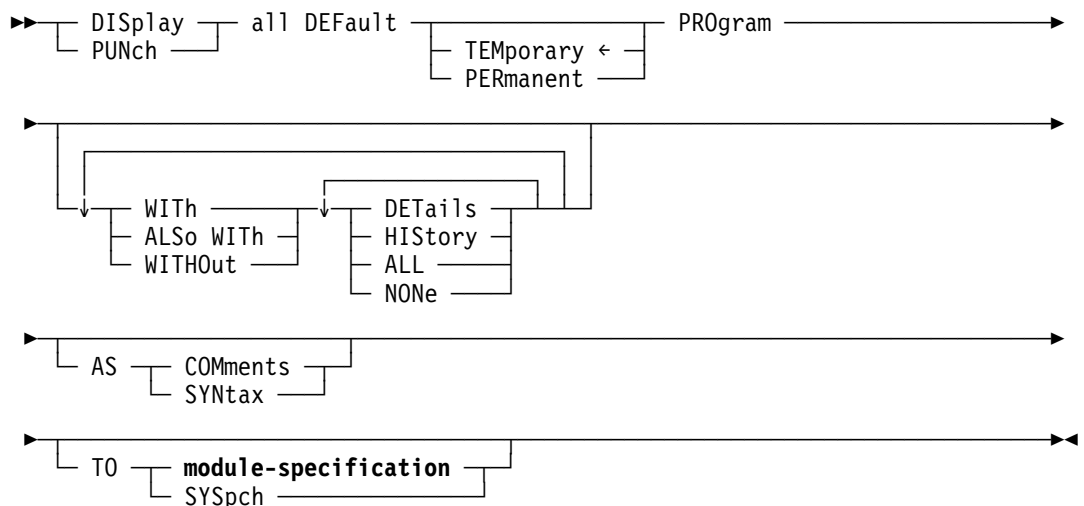 DISplay all DEFault PROgram
PUNch TEMporary ←
PERmanent
WITh DETails
ALSo WITh HIStory
WITHOut ALL
NONe
AS COMments
SYNtax
TO module-specification
SYSpch